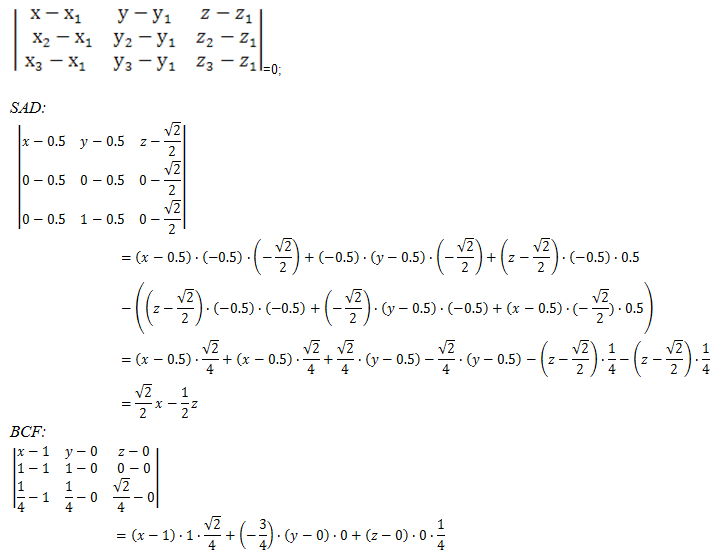 | x − x₁ y − y₁ z − z₁ |
| x₂ − x₁ y₂ − y₁ z₂ − z₁ |
| x₃ − x₁ y₃ − y₁ z₃ − z₁ |=0;
SAD:
| x − 0.5 y − 0.5 z − √2/2 |
| 0 − 0.5 0 − 0.5 0 − √2/2 |
| 0 − 0.5 1 − 0.5 0 − √2/2 |
= (x − 0.5) · (−0.5) · (−√2/2) + (−0.5) · (y − 0.5) · (−√2/2) + (z − √2/2) · (−0.5) · 0.5
− ((z − √2/2) · (−0.5) · (−0.5) + (−√2/2) · (y − 0.5) · (−0.5) + (x − 0.5) · (−√2/2) · 0.5)
= (x − 0.5) · √2/4 + (x − 0.5) · √2/4 + √2/4 · (y − 0.5) − √2/4 · (y − 0.5) − (z − √2/2) · 1/4 − (z − √2/2) · 1/4
= √2/2 x − 1/2 z
BCF:
| x − 1 y − 0 z − 0 |
| 1 − 1 1 − 0 0 − 0 |
| 1/4 − 1 1/4 − 0 √2/4 − 0 |
= (x − 1) · 1 · √2/4 + (−3/4) · (y − 0) · 0 + (z − 0) · 0 · 1/4